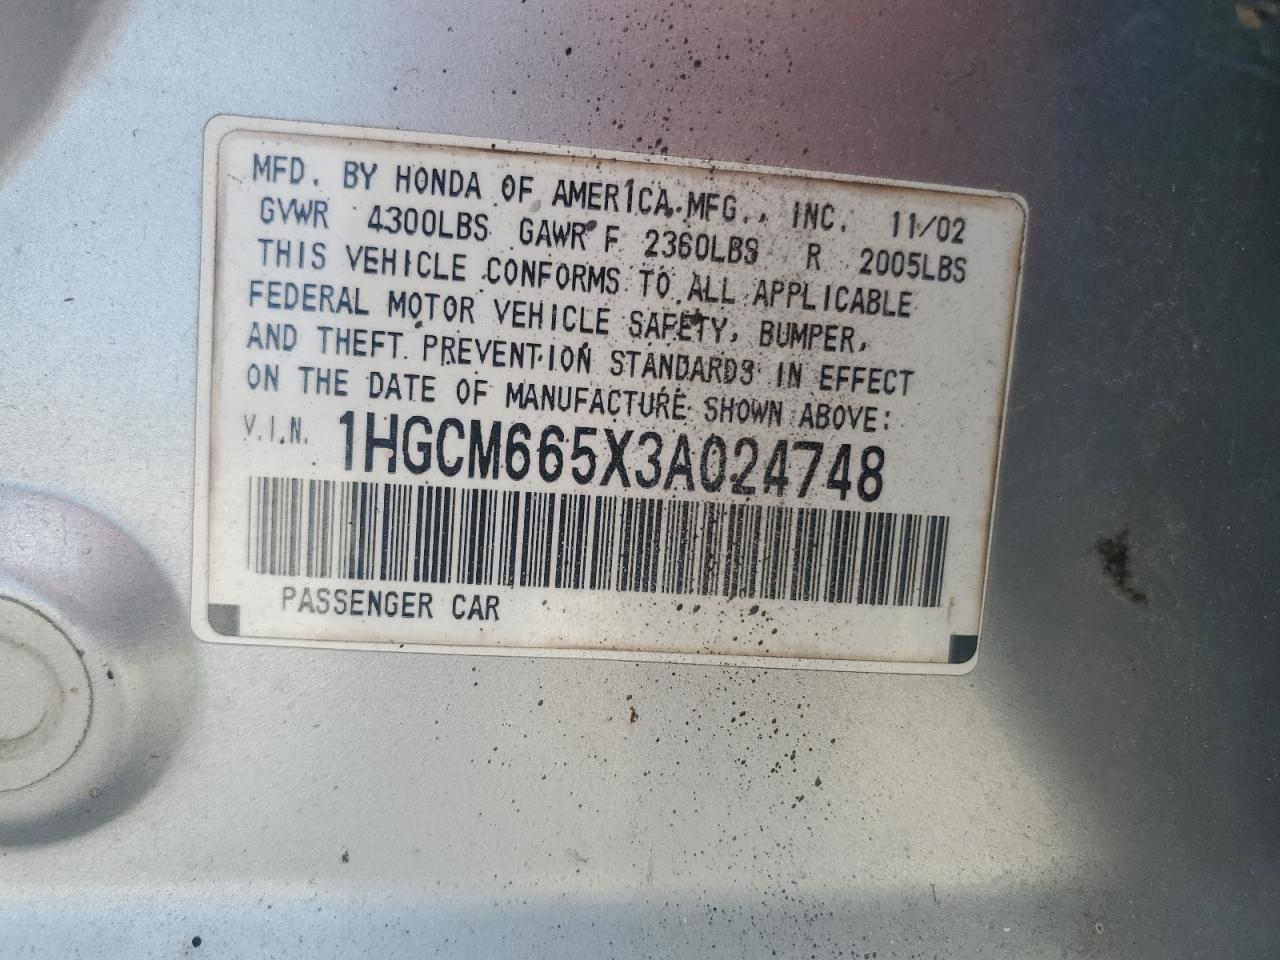 MFD. BY HONDA OF AMERICA MFG., INC. 11/02
GVWR 4300LBS GAWR F 2360LBS R 2005LBS
THIS VEHICLE CONFORMS TO ALL APPLICABLE
FEDERAL MOTOR VEHICLE SAFETY, BUMPER,
AND THEFT PREVENTION STANDARDS IN EFFECT
ON THE DATE OF MANUFACTURE SHOWN ABOVE:
V.I.N. 1HGCM665X3A024748
PASSENGER CAR